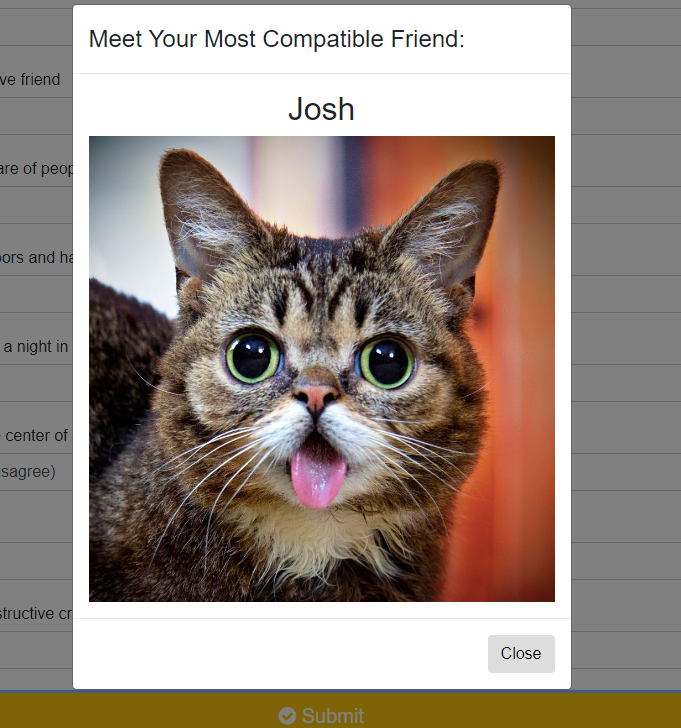 Meet Your Most Compatible Friend:
Josh
ve friend
are of peop
ors and ha
a night in
center of
sagree)
structive cr
Close
Submit